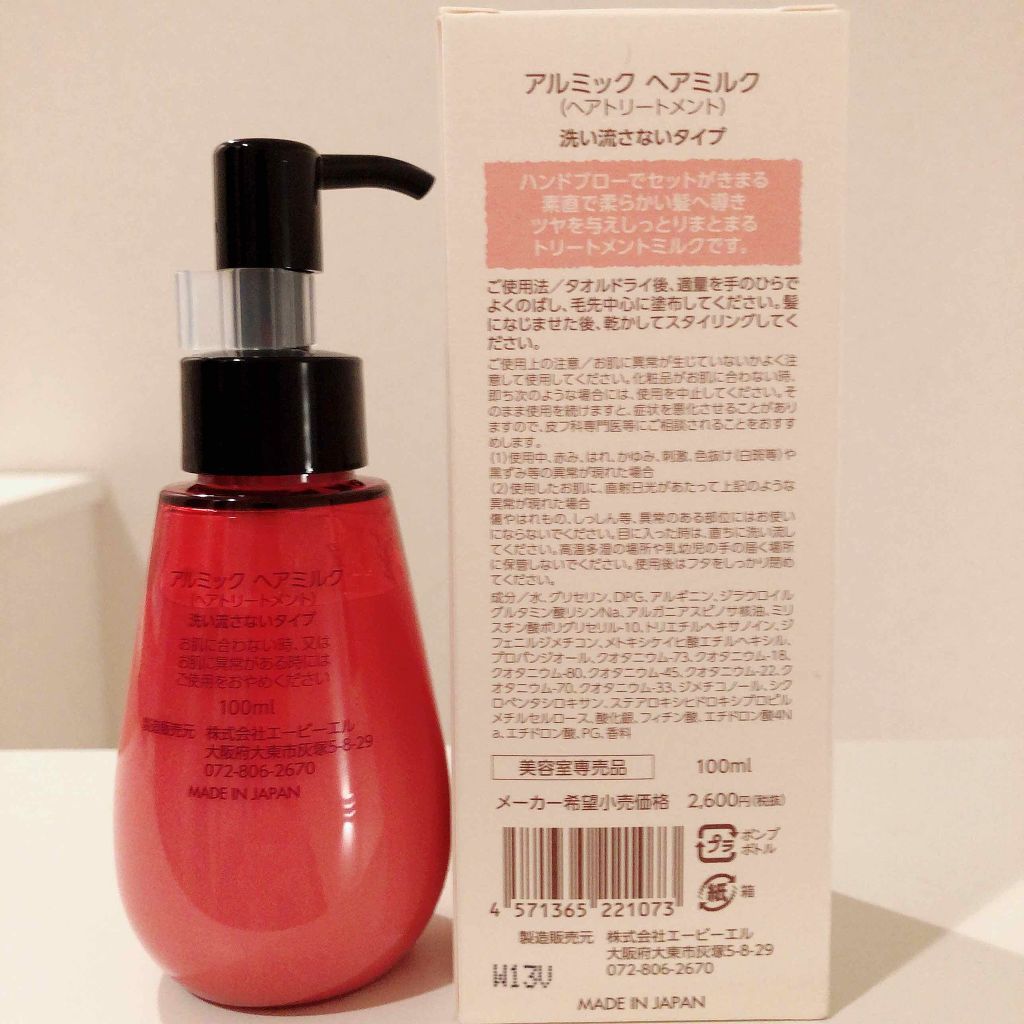 アルミック ヘアミルク
(ヘアトリートメント)
洗い流さないタイプ
お肌に合わない時、又は
お肌に異常がある時には
ご使用をおやめください
100ml
製造販売元 株式会社エービーエル
大阪府大東市灰塚5-8-29
072-806-2670
MADE IN JAPAN
アルミック ヘアミルク
(ヘアトリートメント)
洗い流さないタイプ
ハンドブローでセットがきまる
素直で柔らかい髪へ導き
ツヤを与えしっとりまとまる
トリートメントミルクです。
ご使用法/タオルドライ後、適量を手のひらで
よくのばし、毛先中心に塗布してください。髪
になじませた後、乾かしてスタイリングしてく
ださい。
ご使用上の注意/お肌に異常が生じていないかよく注
意して使用してください。化粧品がお肌に合わない時、
即ち次のような場合には、使用を中止してください。そ
のまま使用を続けますと、症状を悪化させることがあり
ますので、皮フ科専門医等にご相談されることをおすす
めします。
(1)使用中、赤み、はれ、かゆみ、刺激、色抜け(白斑等)や
黒ずみ等の異常が現れた場合
(2)使用したお肌に、直射日光があたって上記のような
異常が現れた場合
傷やはれもの、しっしん等、異常のある部位にはお使い
にならないでください。目に入った時は、直ちに洗い流し
てください。高温多湿の場所や乳幼児の手の届く場所
に保管しないでください。使用後はフタをしっかり閉め
てください。
成分/水、グリセリン、DPG、アルギニン、ジラウロイル
グルタミン酸リシンNa、アルガニアスピノサ核油、ミリ
スチン酸ポリグリセリル-10、トリエチルヘキサノイン、ジ
フェニルジメチコン、メトキシケイヒ酸エチルヘキシル、
プロパンジオール、クオタニウム-73、クオタニウム-18、
クオタニウム-80、クオタニウム-45、クオタニウム-22、ク
オタニウム-70、クオタニウム-33、ジメチコノール、シク
ロペンタシロキサン、ステアロキシヒドロキシプロピル
メチルセルロース、酸化銀、フィチン酸、エチドロン酸4N
a、エチドロン酸、PG、香料
美容室専売品 100ml
メーカー希望小売価格 2,600円(税抜)
プラ ポンプ
ボトル
紙 箱
4 571365 221073
製造販売元 株式会社エービーエル
大阪府大東市灰塚5-8-29
072-806-2670
W13V
MADE IN JAPAN